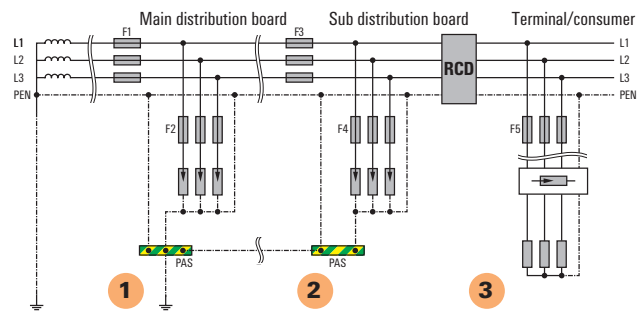 Main distribution board Sub distribution board Terminal/consumer
F1 F3
L1 L1
L2 L2
L3 RCD L3
PEN PEN
F2 F4 F5
PAS PAS
1 2 3